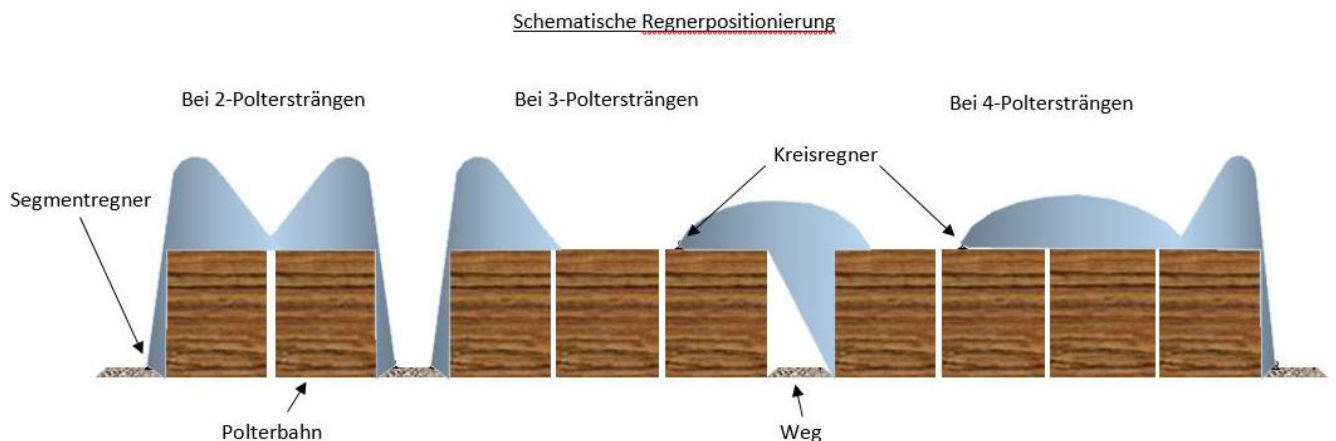 Schematische Regnerpositionierung
Bei 2-Poltersträngen
Bei 3-Poltersträngen
Bei 4-Poltersträngen
Kreisregner
Segmentregner
Polterbahn
Weg